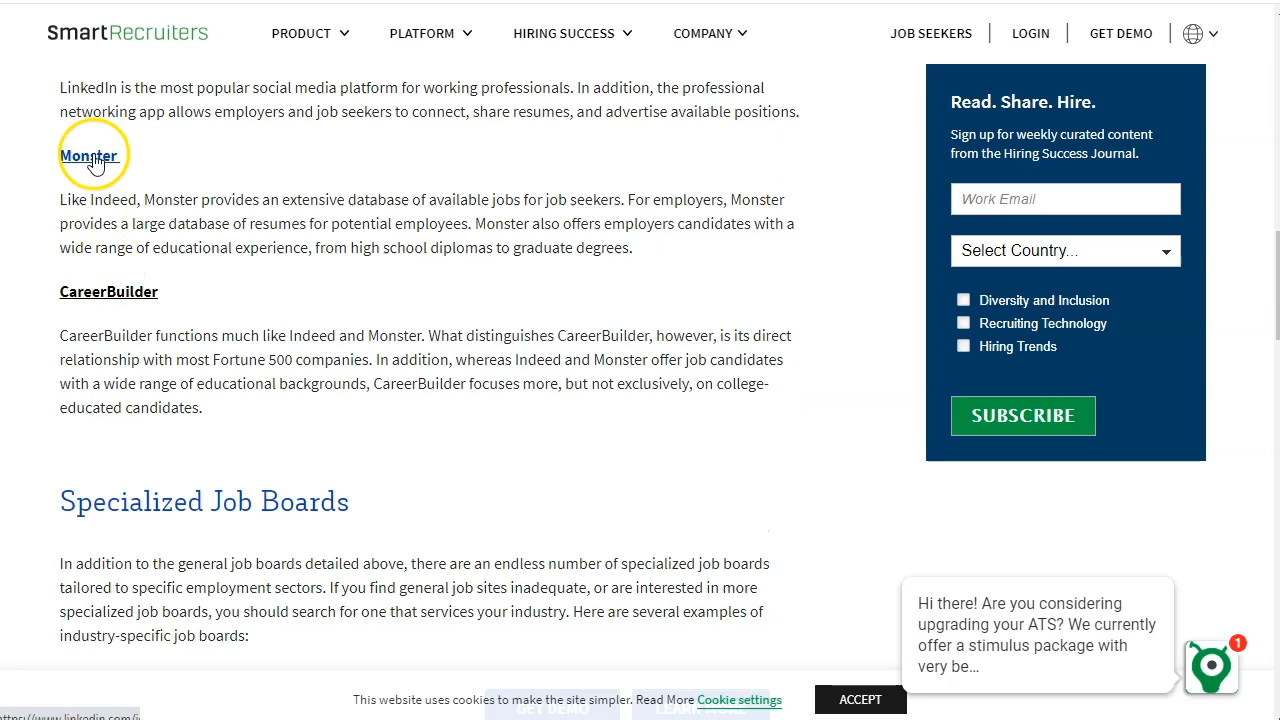 SmartRecruiters
PRODUCT
PLATFORM
HIRING SUCCESS
COMPANY
JOB SEEKERS
LOGIN
GET DEMO
LinkedIn is the most popular social media platform for working professionals. In addition, the professional
networking app allows employers and job seekers to connect, share resumes, and advertise available positions.
Monster
Like Indeed, Monster provides an extensive database of available jobs for job seekers. For employers, Monster
provides a large database of resumes for potential employees. Monster also offers employers candidates with a
wide range of educational experience, from high school diplomas to graduate degrees.
CareerBuilder
CareerBuilder functions much like Indeed and Monster. What distinguishes CareerBuilder, however, is its direct
relationship with most Fortune 500 companies. In addition, whereas Indeed and Monster offer job candidates
with a wide range of educational backgrounds, CareerBuilder focuses more, but not exclusively, on college-
educated candidates.
Specialized Job Boards
In addition to the general job boards detailed above, there are an endless number of specialized job boards
tailored to specific employment sectors. If you find general job sites inadequate, or are interested in more
specialized job boards, you should search for one that services your industry. Here are several examples of
industry-specific job boards:
Read. Share. Hire.
Sign up for weekly curated content
from the Hiring Success Journal.
Work Email
Select Country...
Diversity and Inclusion
Recruiting Technology
Hiring Trends
SUBSCRIBE
Hi there! Are you considering
upgrading your ATS? We currently
offer a stimulus package with
very be...
1
This website uses cookies to make the site simpler. Read More Cookie settings
ACCEPT
GET DEMO
LEARN MORE
https://www.linkedin.com/j